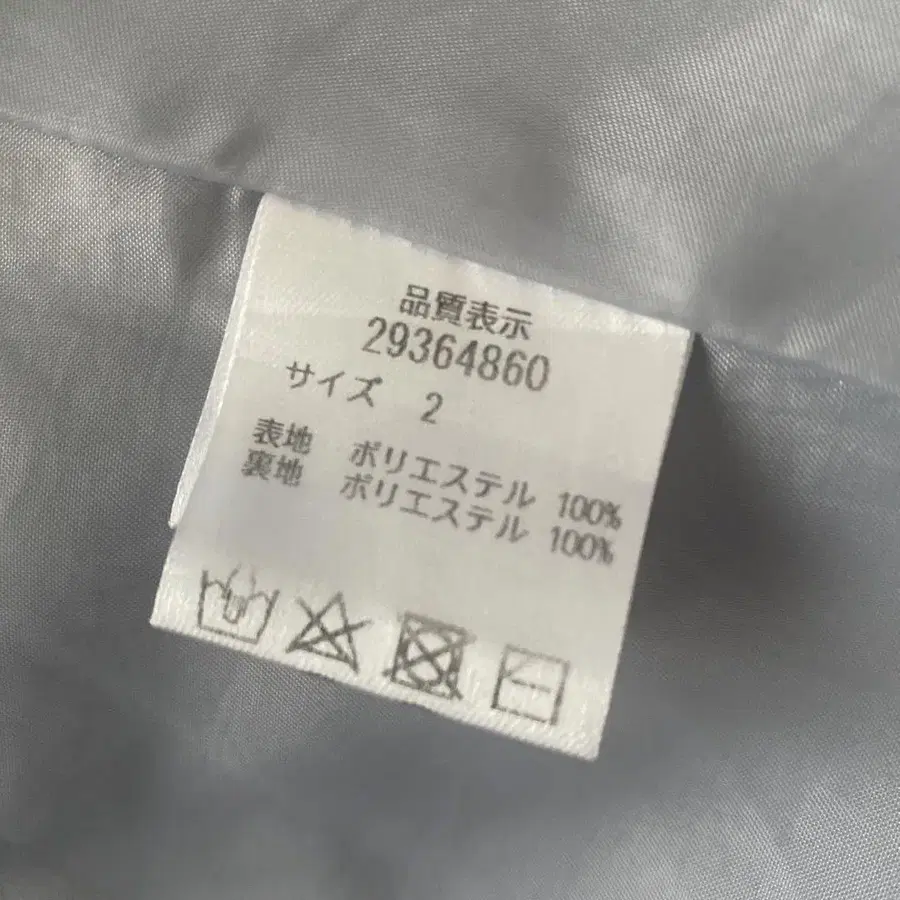 品質表示
29364860
サイズ 2
表地 ポリエステル 100%
裏地 ポリエステル 100%